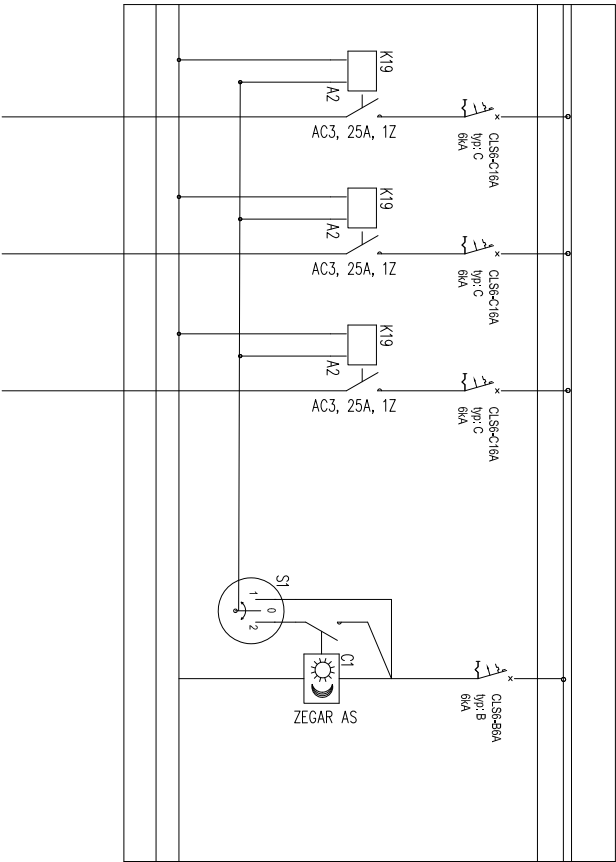 K19
A2
AC3, 25A, 1Z
CLS6-C16A
typ: C
6kA
K19
A2
AC3, 25A, 1Z
CLS6-C16A
typ: C
6kA
K19
A2
AC3, 25A, 1Z
CLS6-C16A
typ: C
6kA
S1
1
0
2
C1
ZEGAR AS
CLS6-B6A
typ: B
6kA